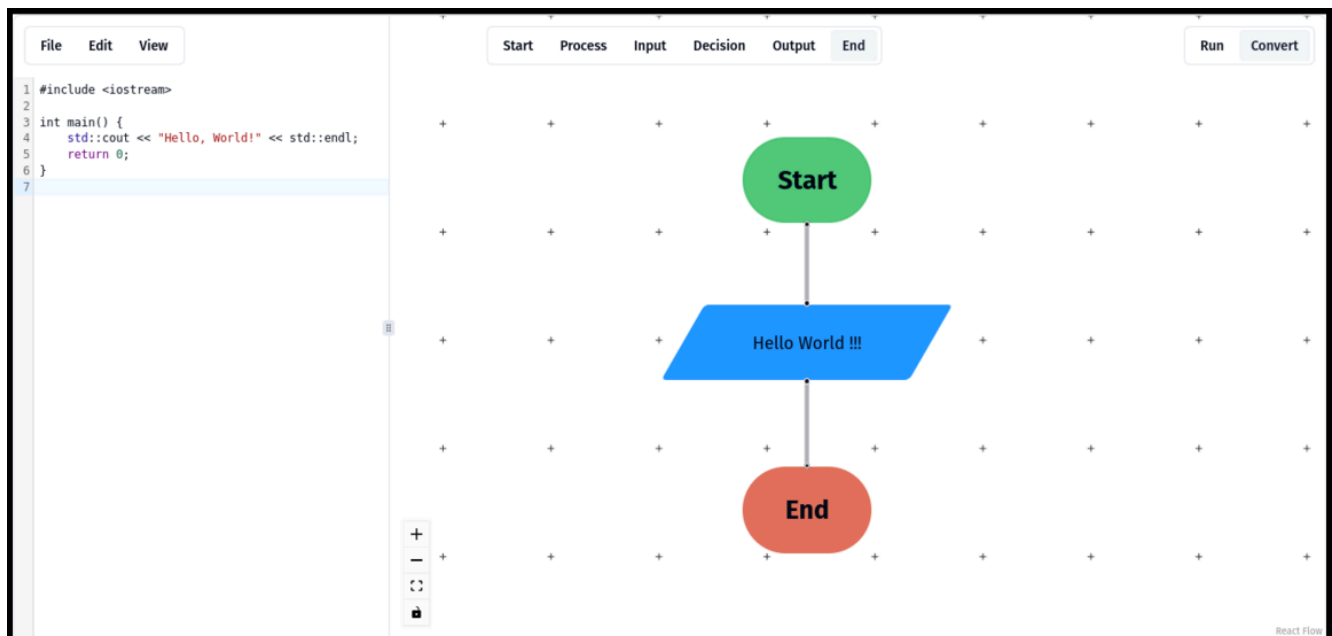 File Edit View
Start Process Input Decision Output End
Run Convert
1 #include <iostream>
2
3 int main() {
4     std::cout << "Hello, World!" << std::endl;
5     return 0;
6 }
7
Start
Hello World !!!
End
React Flow